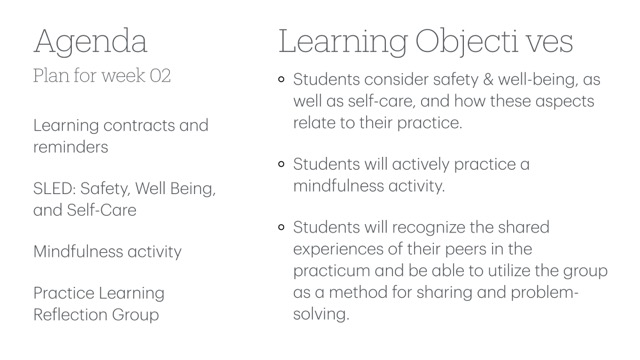 Agenda
Plan for week 02
Learning contracts and
reminders
SLED: Safety, Well Being,
and Self-Care
Mindfulness activity
Practice Learning
Reflection Group
Learning Objecti ves
Students consider safety & well-being, as
well as self-care, and how these aspects
relate to their practice.
Students will actively practice a
mindfulness activity.
Students will recognize the shared
experiences of their peers in the
practicum and be able to utilize the group
as a method for sharing and problem-
solving.